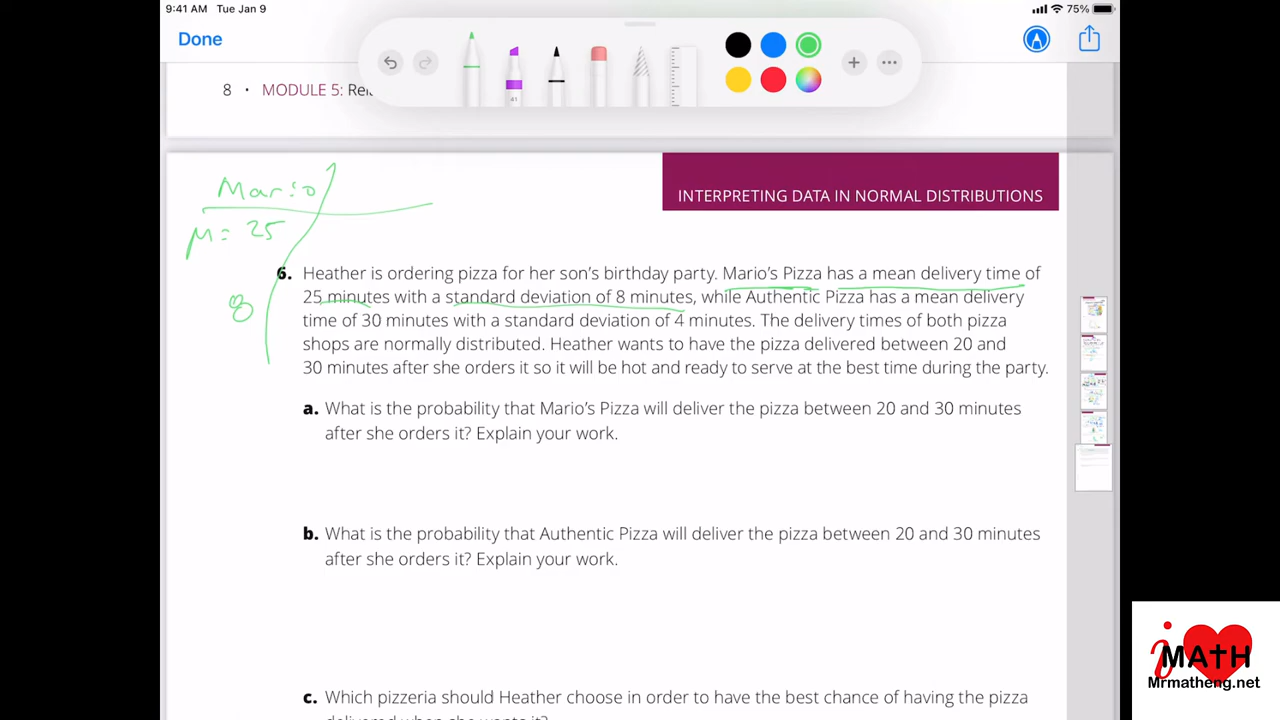 9:41 AM Tue Jan 9
75%
Done
41
8 • MODULE 5:
INTERPRETING DATA IN NORMAL DISTRIBUTIONS
Mario
μ = 25
8
6. Heather is ordering pizza for her son's birthday party. Mario's Pizza has a mean delivery time of
25 minutes with a standard deviation of 8 minutes, while Authentic Pizza has a mean delivery
time of 30 minutes with a standard deviation of 4 minutes. The delivery times of both pizza
shops are normally distributed. Heather wants to have the pizza delivered between 20 and
30 minutes after she orders it so it will be hot and ready to serve at the best time during the party.
a. What is the probability that Mario's Pizza will deliver the pizza between 20 and 30 minutes
after she orders it? Explain your work.
b. What is the probability that Authentic Pizza will deliver the pizza between 20 and 30 minutes
after she orders it? Explain your work.
c. Which pizzeria should Heather choose in order to have the best chance of having the pizza
delivered when she wants it?
i
MATH
Mrmatheng.net